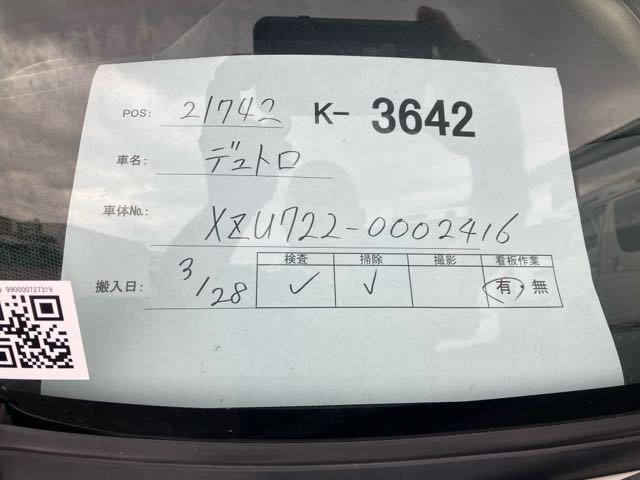 POS: 21742 K- 3642
車名: デュトロ
車体No.: XZU722-0002416
搬入日: 3/28
検査 掃除 撮影 看板作業
✓ ✓ 有・無
990000727319